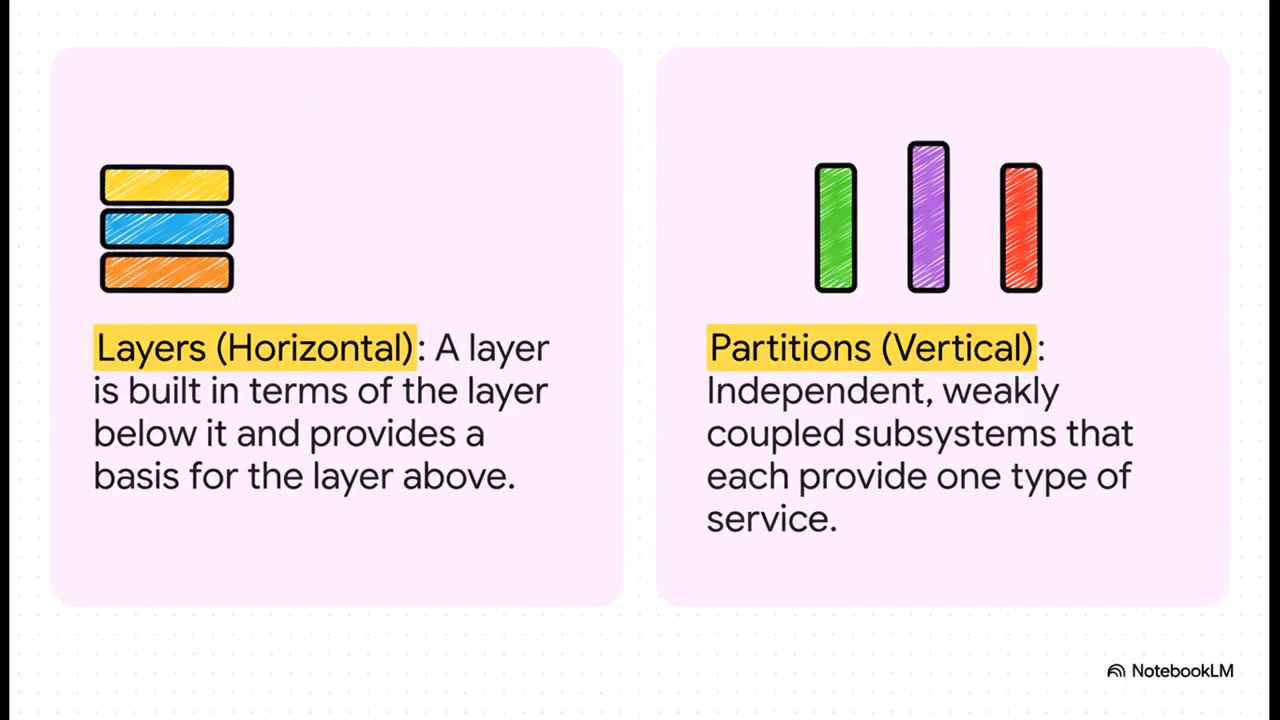 Layers (Horizontal): A layer
is built in terms of the layer
below it and provides a
basis for the layer above.
Partitions (Vertical):
Independent, weakly
coupled subsystems that
each provide one type of
service.
NotebookLM